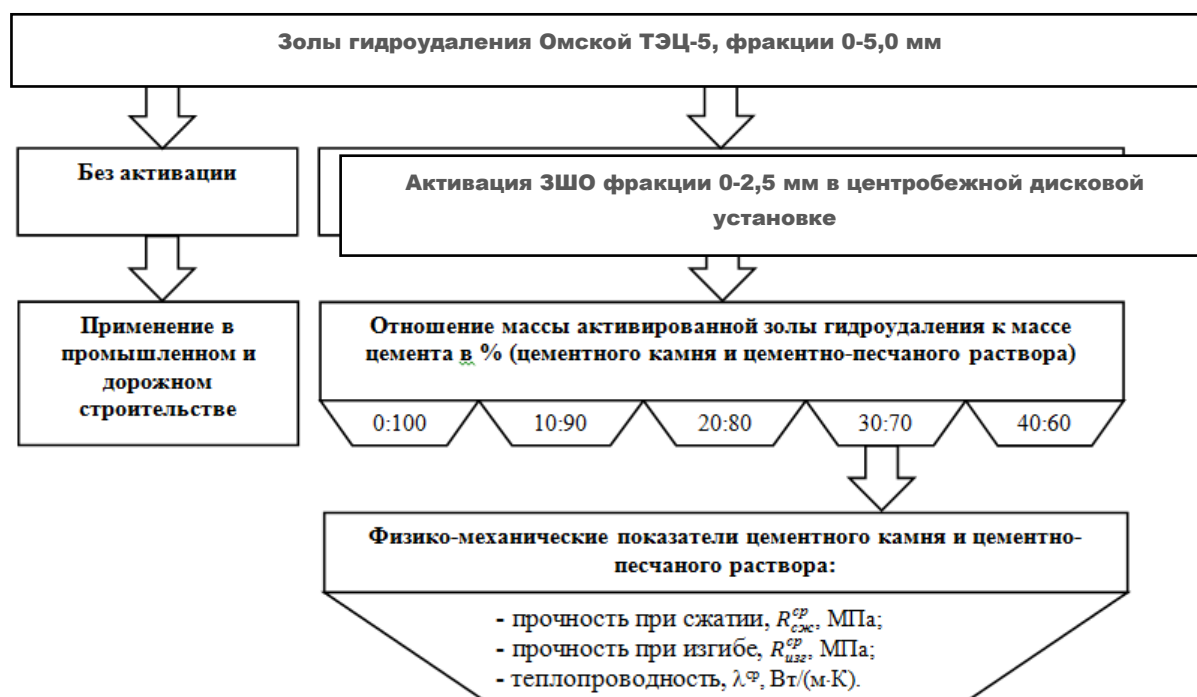 Золы гидроудаления Омской ТЭЦ-5, фракции 0-5,0 мм
Без активации
Активация ЗШО фракции 0-2,5 мм в центробежной дисковой
установке
Применение в
промышленном и
дорожном
строительстве
Отношение массы активированной золы гидроудаления к массе
цемента в % (цементного камня и цементно-песчаного раствора)
0:100 10:90 20:80 30:70 40:60
Физико-механические показатели цементного камня и цементно-
песчаного раствора:
- прочность при сжатии, R^{ср}_{сж}, МПа;
- прочность при изгибе, R^{ср}_{изг}, МПа;
- теплопроводность, λ^{ср}, Вт/(м·К).